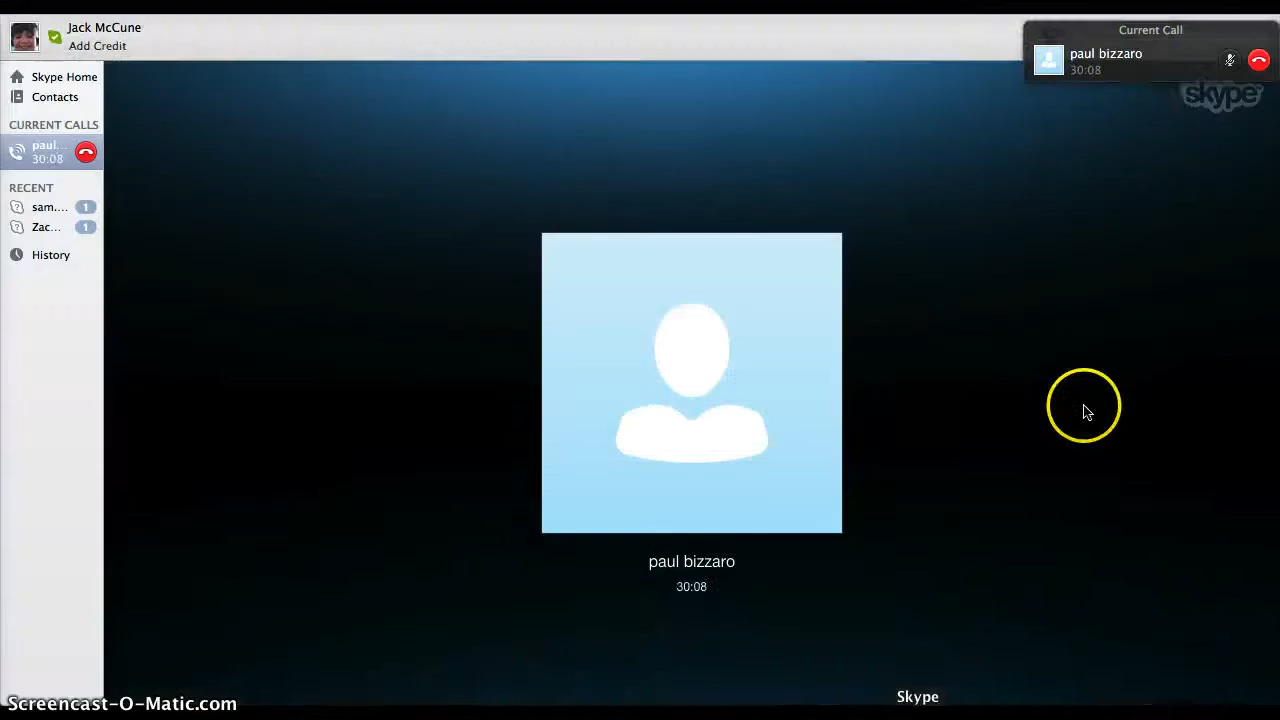 Jack McCune
Add Credit
Current Call
paul bizzaro
30:08
skype
Skype Home
Contacts
CURRENT CALLS
paul...
30:08
RECENT
sam.... 1
Zac... 1
History
paul bizzaro
30:08
Skype
Screencast-O-Matic.com